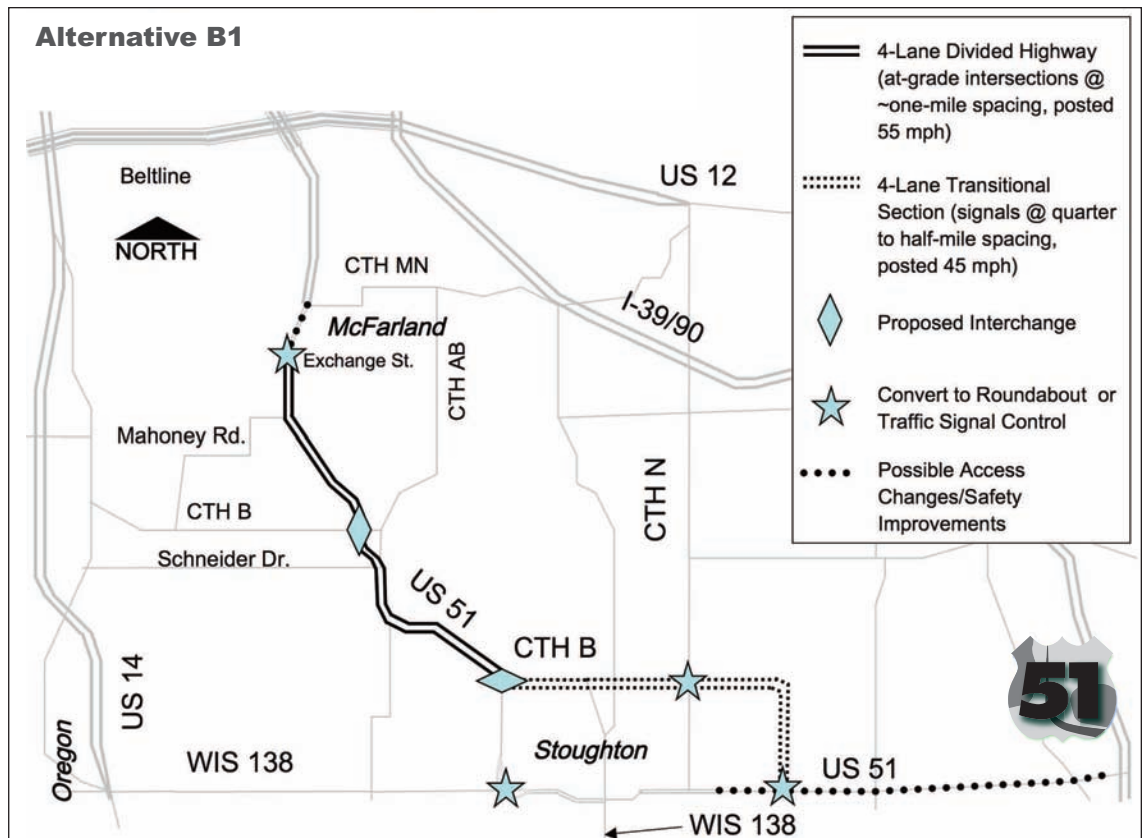 Alternative B1
4-Lane Divided Highway
(at-grade intersections @
~one-mile spacing, posted
55 mph)
4-Lane Transitional
Section (signals @ quarter
to half-mile spacing,
posted 45 mph)
Proposed Interchange
Convert to Roundabout or
Traffic Signal Control
Possible Access
Changes/Safety
Improvements
Beltline
US 12
NORTH
CTH MN
I-39/90
McFarland
Exchange St.
CTH AB
Mahoney Rd.
CTH N
CTH B
Schneider Dr.
US 51
CTH B
US 14
51
Oregon
WIS 138
Stoughton
US 51
WIS 138